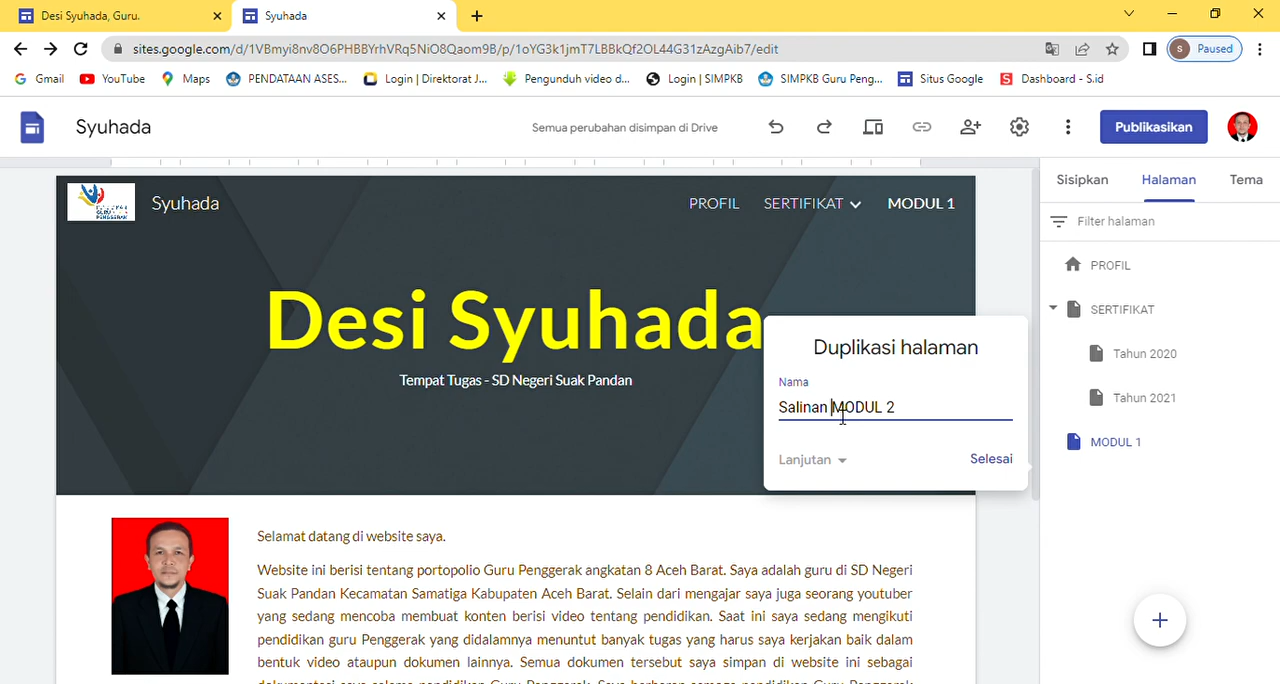 Desi Syuhada, Guru.
Syuhada
sites.google.com/d/1VBmyi8nv8O6PHBBYrhVRq5NiO8Qaom9B/p/1oYG3k1jmT7LBBkQf2OL44G31zAzgAib7/edit
S Paused
Gmail YouTube Maps PENDATAAN ASES... Login | Direktorat J... Pengunduh video d... Login | SIMPKB SIMPKB Guru Peng... Situs Google Dashboard - S.id
Syuhada
Semua perubahan disimpan di Drive
Publikasikan
Sisipkan Halaman Tema
Filter halaman
PROFIL
SERTIFIKAT
Tahun 2020
Tahun 2021
MODUL 1
Syuhada
PROFIL SERTIFIKAT MODUL 1
Desi Syuhada
Tempat Tugas - SD Negeri Suak Pandan
Duplikasi halaman
Nama
Salinan MODUL 2
Lanjutan Selesai
Selamat datang di website saya.
Website ini berisi tentang portopolio Guru Penggerak angkatan 8 Aceh Barat. Saya adalah guru di SD Negeri
Suak Pandan Kecamatan Samatiga Kabupaten Aceh Barat. Selain dari mengajar saya juga seorang youtuber
yang sedang mencoba membuat konten berisi video tentang pendidikan. Saat ini saya sedang mengikuti
pendidikan guru Penggerak yang didalamnya menuntut banyak tugas yang harus saya kerjakan baik dalam
bentuk video ataupun dokumen lainnya. Semua dokumen tersebut saya simpan di website ini sebagai